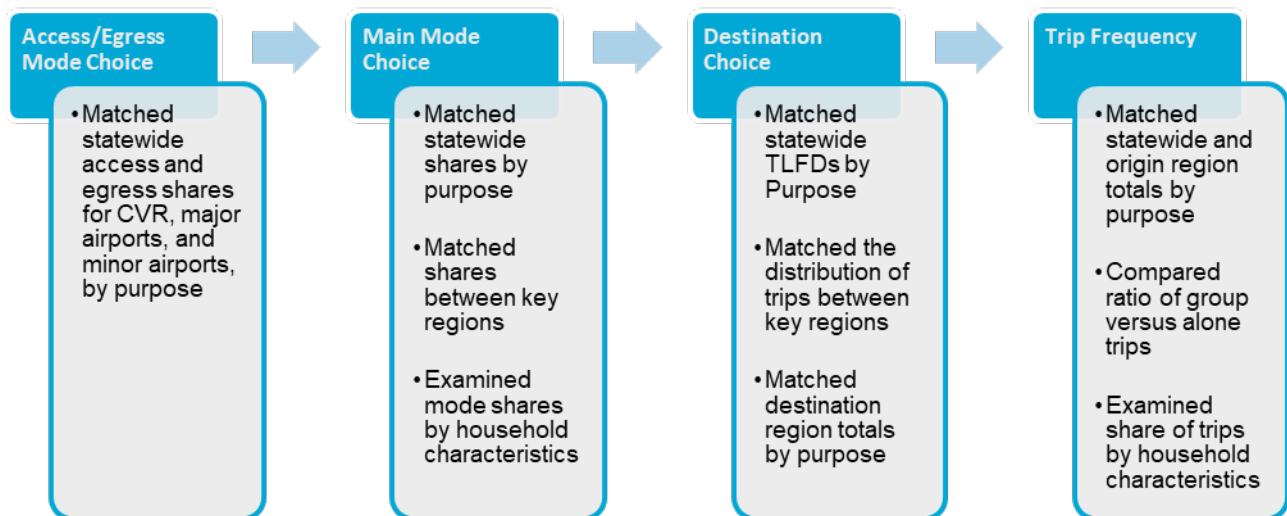 Access/Egress
Mode Choice
•Matched
statewide
access and
egress shares
for CVR, major
airports, and
minor airports,
by purpose
Main Mode
Choice
•Matched
statewide
shares by
purpose
•Matched
shares
between key
regions
•Examined
mode shares
by household
characteristics
Destination
Choice
•Matched
statewide
TLFDs by
Purpose
•Matched the
distribution of
trips between
key regions
•Matched
destination
region totals
by purpose
Trip Frequency
•Matched
statewide and
origin region
totals by
purpose
•Compared
ratio of group
versus alone
trips
•Examined
share of trips
by household
characteristics